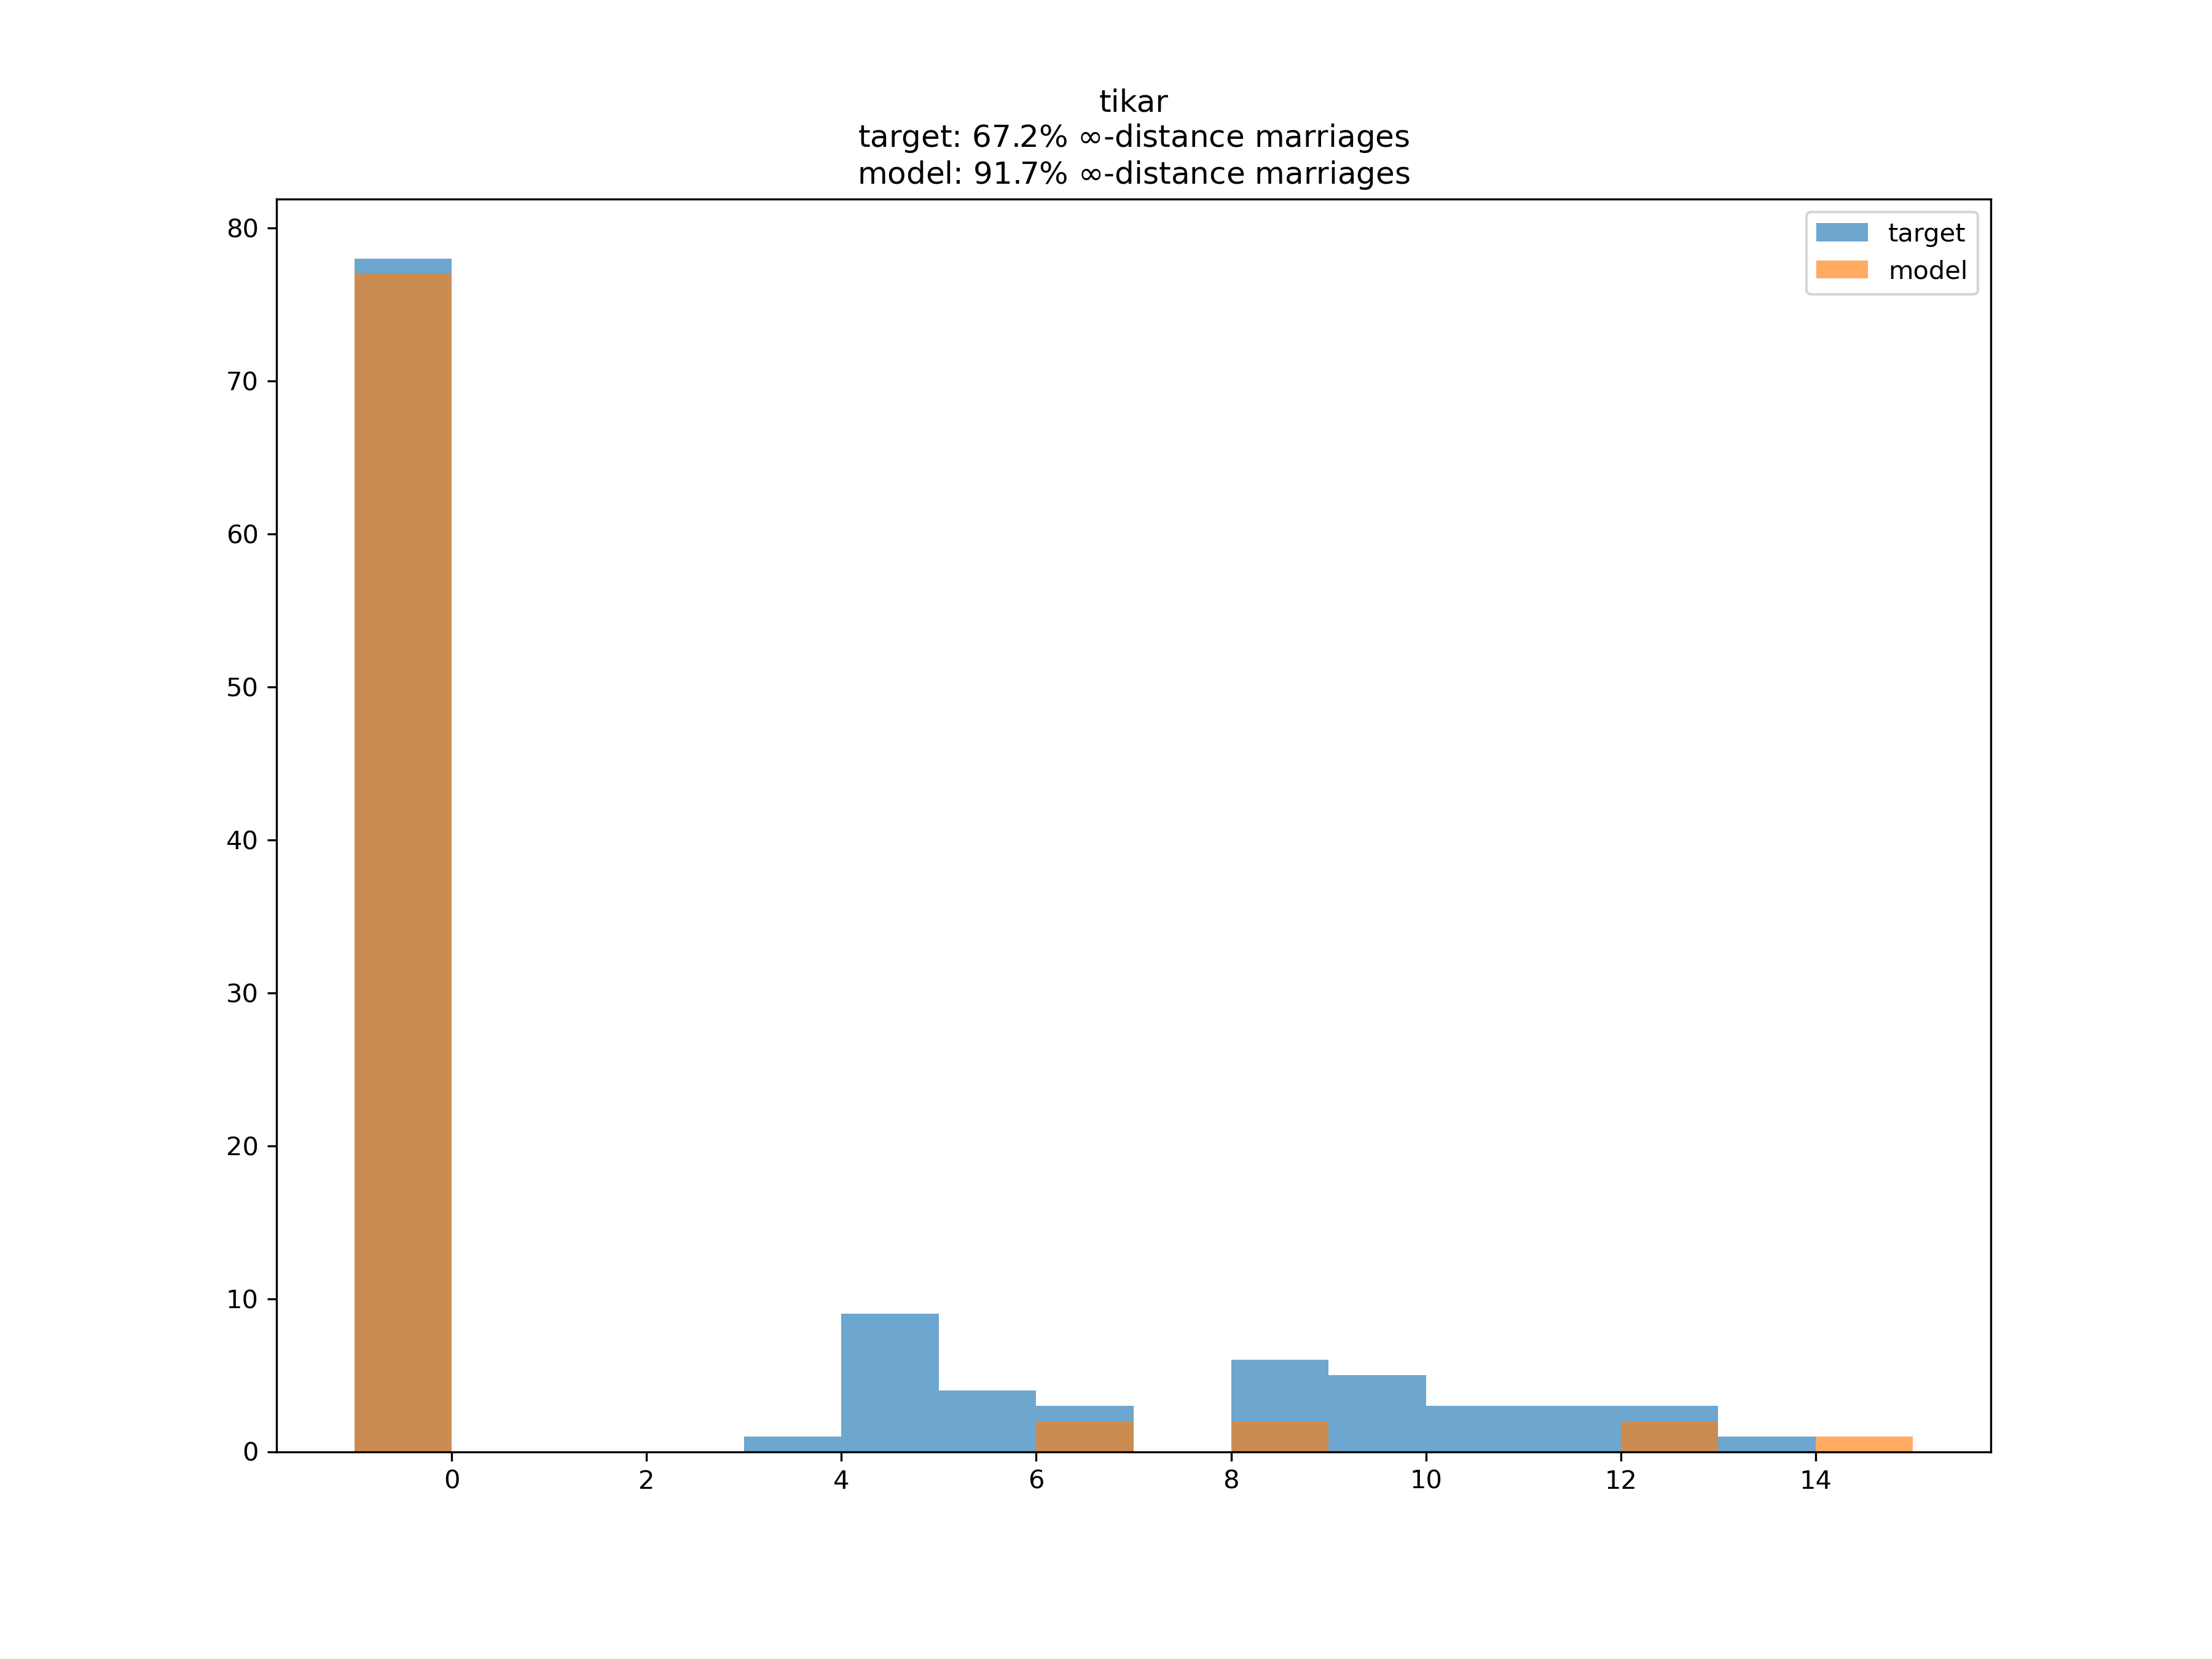 tikar
target: 67.2% ∞-distance marriages
model: 91.7% ∞-distance marriages
target
model
80
70
60
50
40
30
20
10
0
0 2 4 6 8 10 12 14